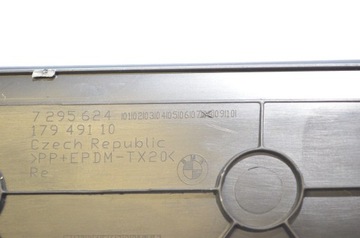 7 295 624
179 491 10
Czech Republic
>PP+EPDM-TX20<
Re